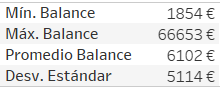 Mín. Balance 1854 €
Máx. Balance 66653 €
Promedio Balance 6102 €
Desv. Estándar 5114 €